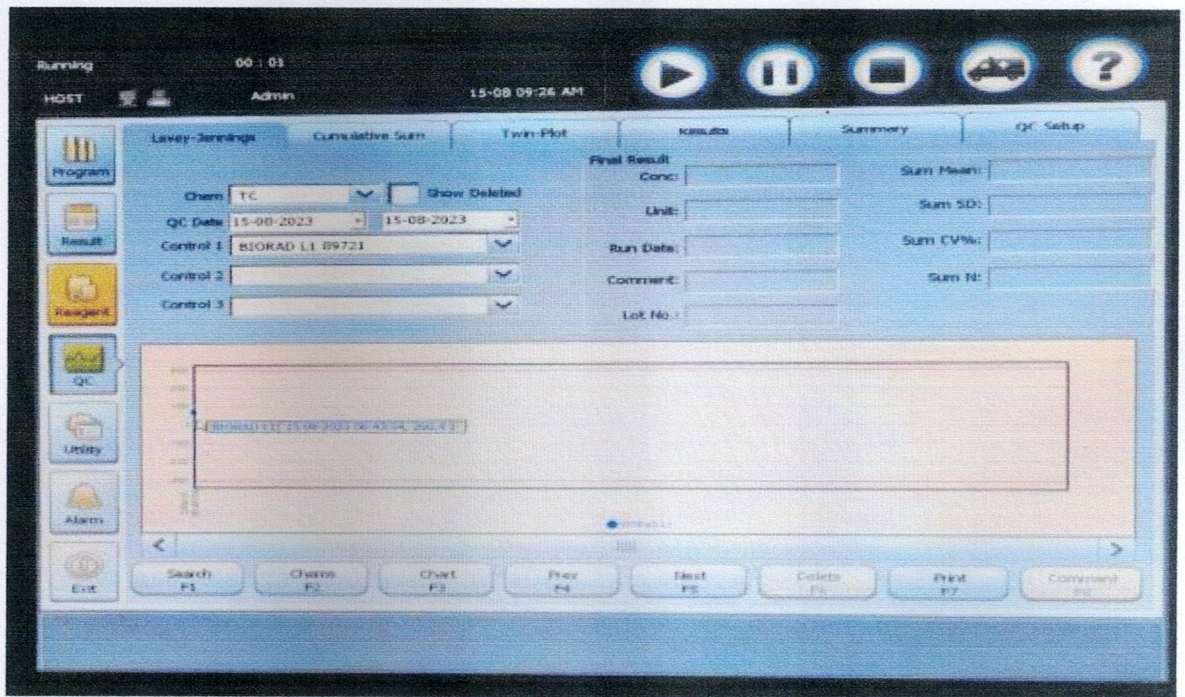 Running 00 : 03
HOST Admin 15-08 09:26 AM
Levey-Jennings Cumulative Sum Twin-Plot Results Summary QC Setup
Program
Result
Reagent
QC
Utility
Alarm
Exit
Chem TC Show Deleted
QC Date 15-08-2023 15-08-2023
Control 1 BIORAD L1 89721
Control 2
Control 3
Final Result
Conc:
Unit:
Run Date:
Comment:
Lot No.:
Sum Mean:
Sum SD:
Sum CV%:
Sum N:
Search F1
Chems F2
Chart F3
Prev F4
Next F5
Delete F6
Print F7
Comment F8